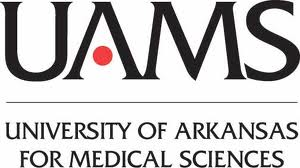 UAMS
UNIVERSITY OF ARKANSAS
FOR MEDICAL SCIENCES